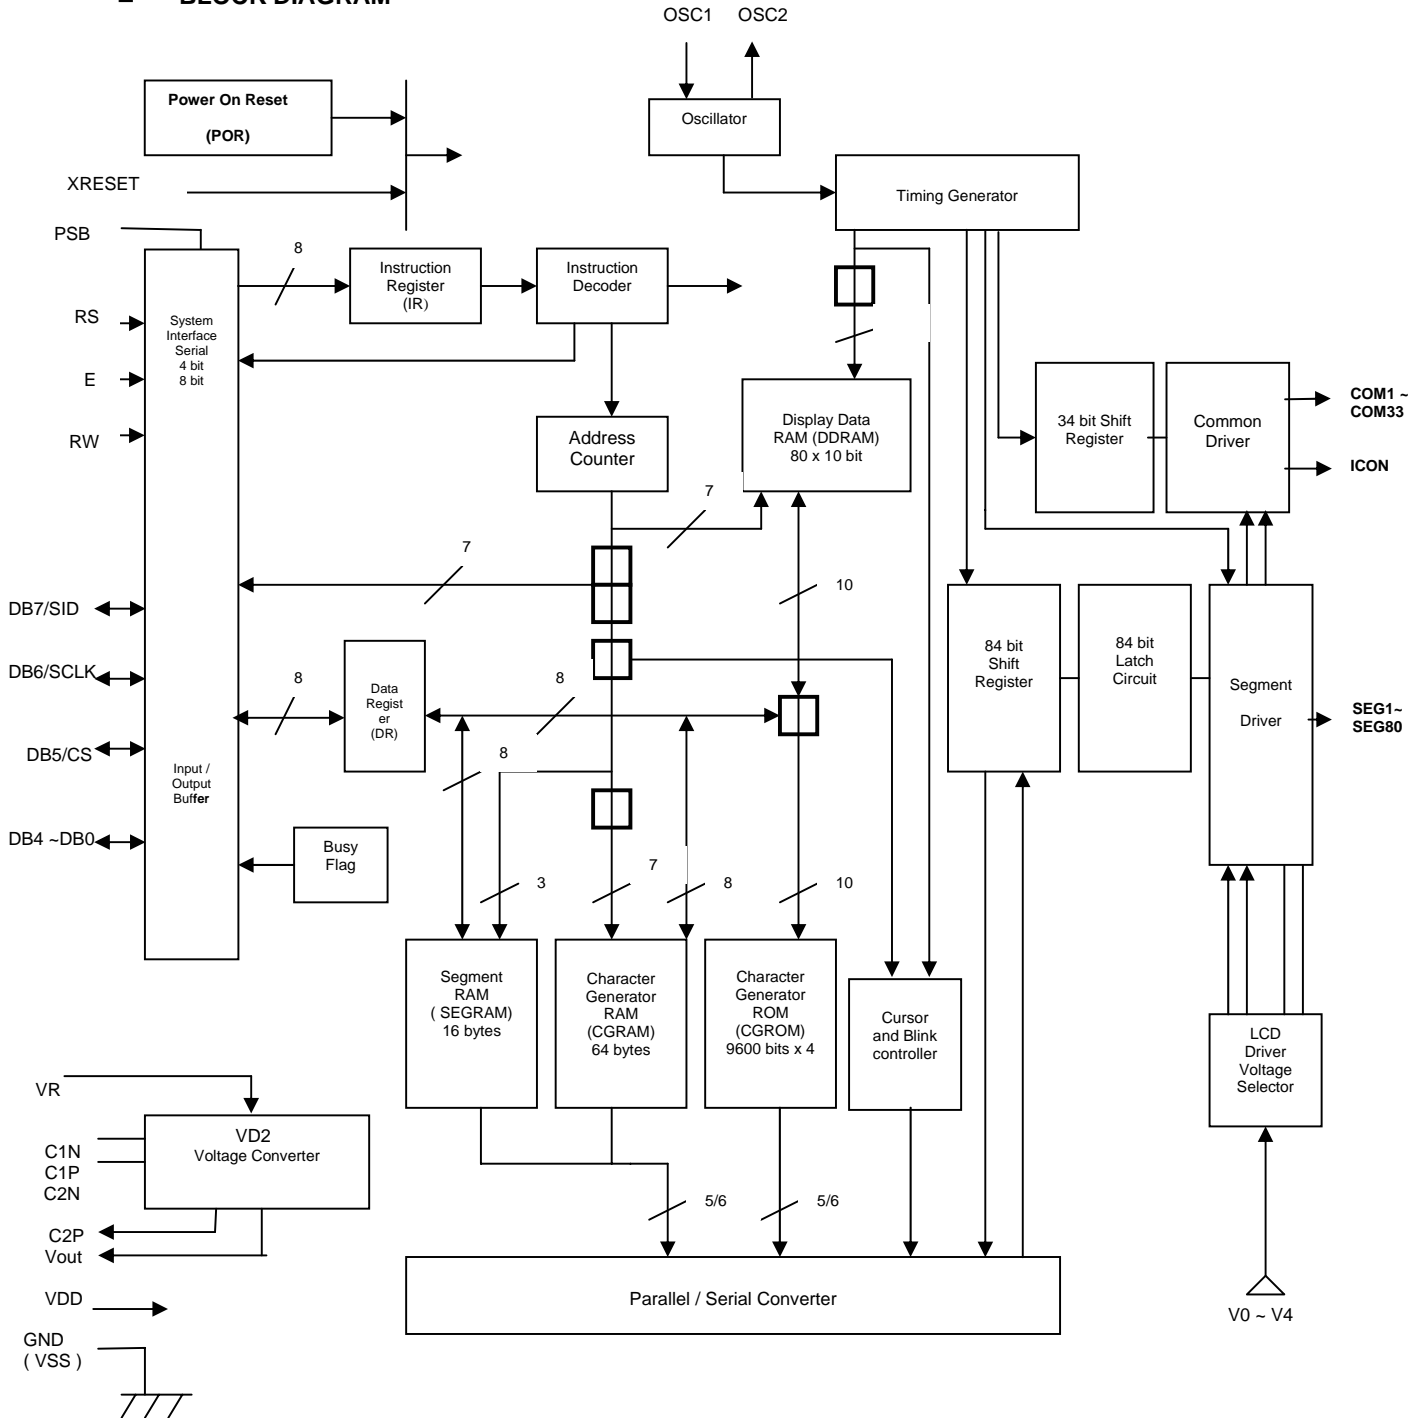 BLOCK DIAGRAM
OSC1 OSC2
Power On Reset
(POR)
Oscillator
XRESET
Timing Generator
PSB
8
Instruction
Register
(IR)
Instruction
Decoder
RS
System
Interface
Serial
4 bit
8 bit
E
RW
Address
Counter
Display Data
RAM (DDRAM)
80 x 10 bit
34 bit Shift
Register
Common
Driver
COM1 ~
COM33
ICON
7
7
10
DB7/SID
DB6/SCLK
DB5/CS
DB4 ~DB0
8
Data
Regist
er
(DR)
8
8
84 bit
Shift
Register
84 bit
Latch
Circuit
Segment
Driver
SEG1~
SEG80
Input /
Output
Buffer
Busy
Flag
3
7
8
10
Segment
RAM
( SEGRAM)
16 bytes
Character
Generator
RAM
(CGRAM)
64 bytes
Character
Generator
ROM
(CGROM)
9600 bits x 4
Cursor
and Blink
controller
LCD
Driver
Voltage
Selector
VR
VD2
Voltage Converter
C1N
C1P
C2N
C2P
Vout
5/6
5/6
VDD
Parallel / Serial Converter
V0 ~ V4
GND
( VSS )